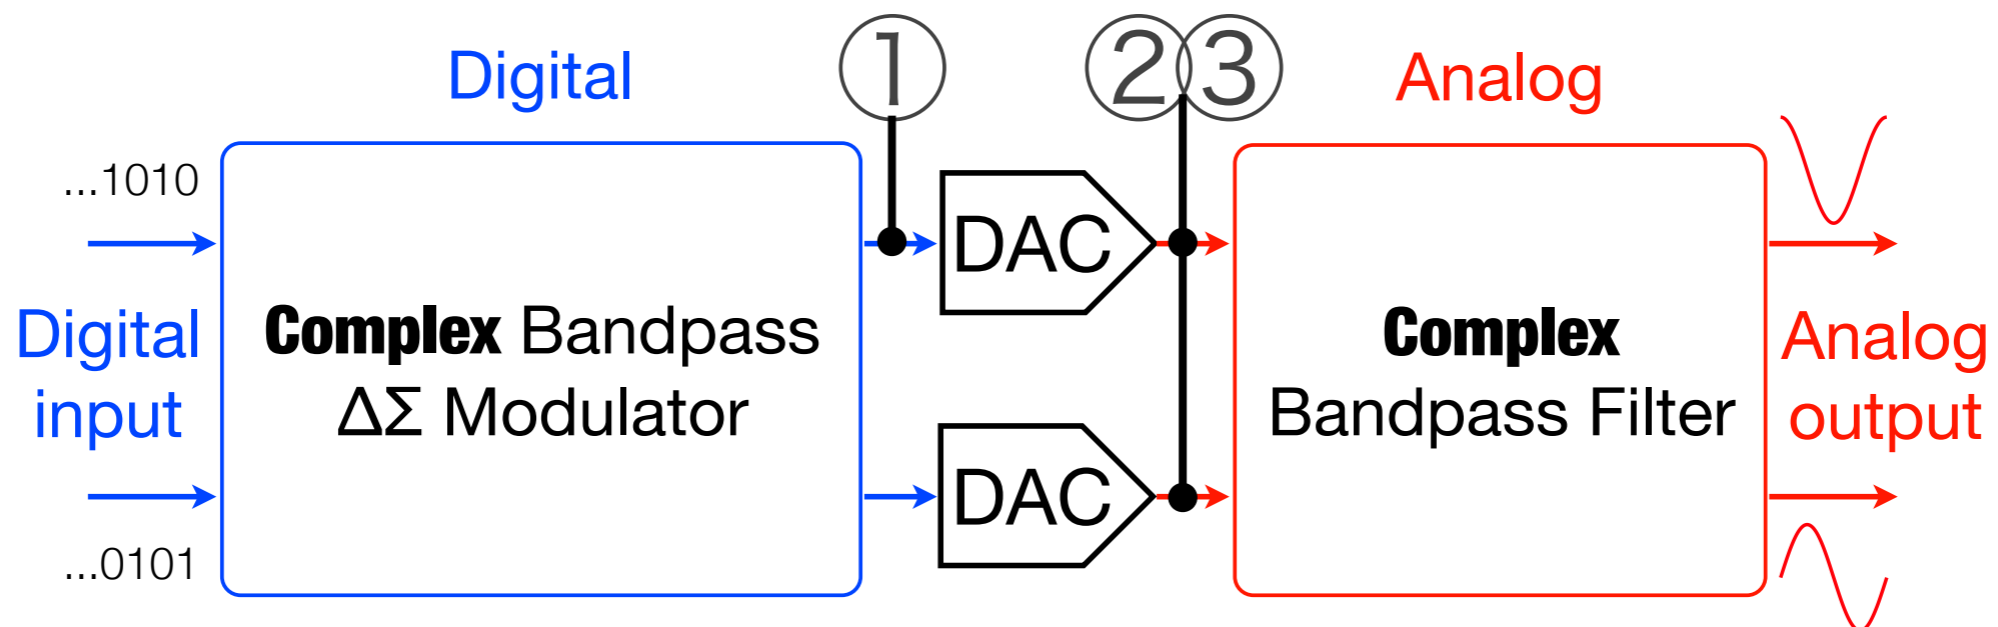 Digital
①
②③
Analog
...1010
DAC
Digital
input
Complex Bandpass
ΔΣ Modulator
Complex
Bandpass Filter
Analog
output
DAC
...0101